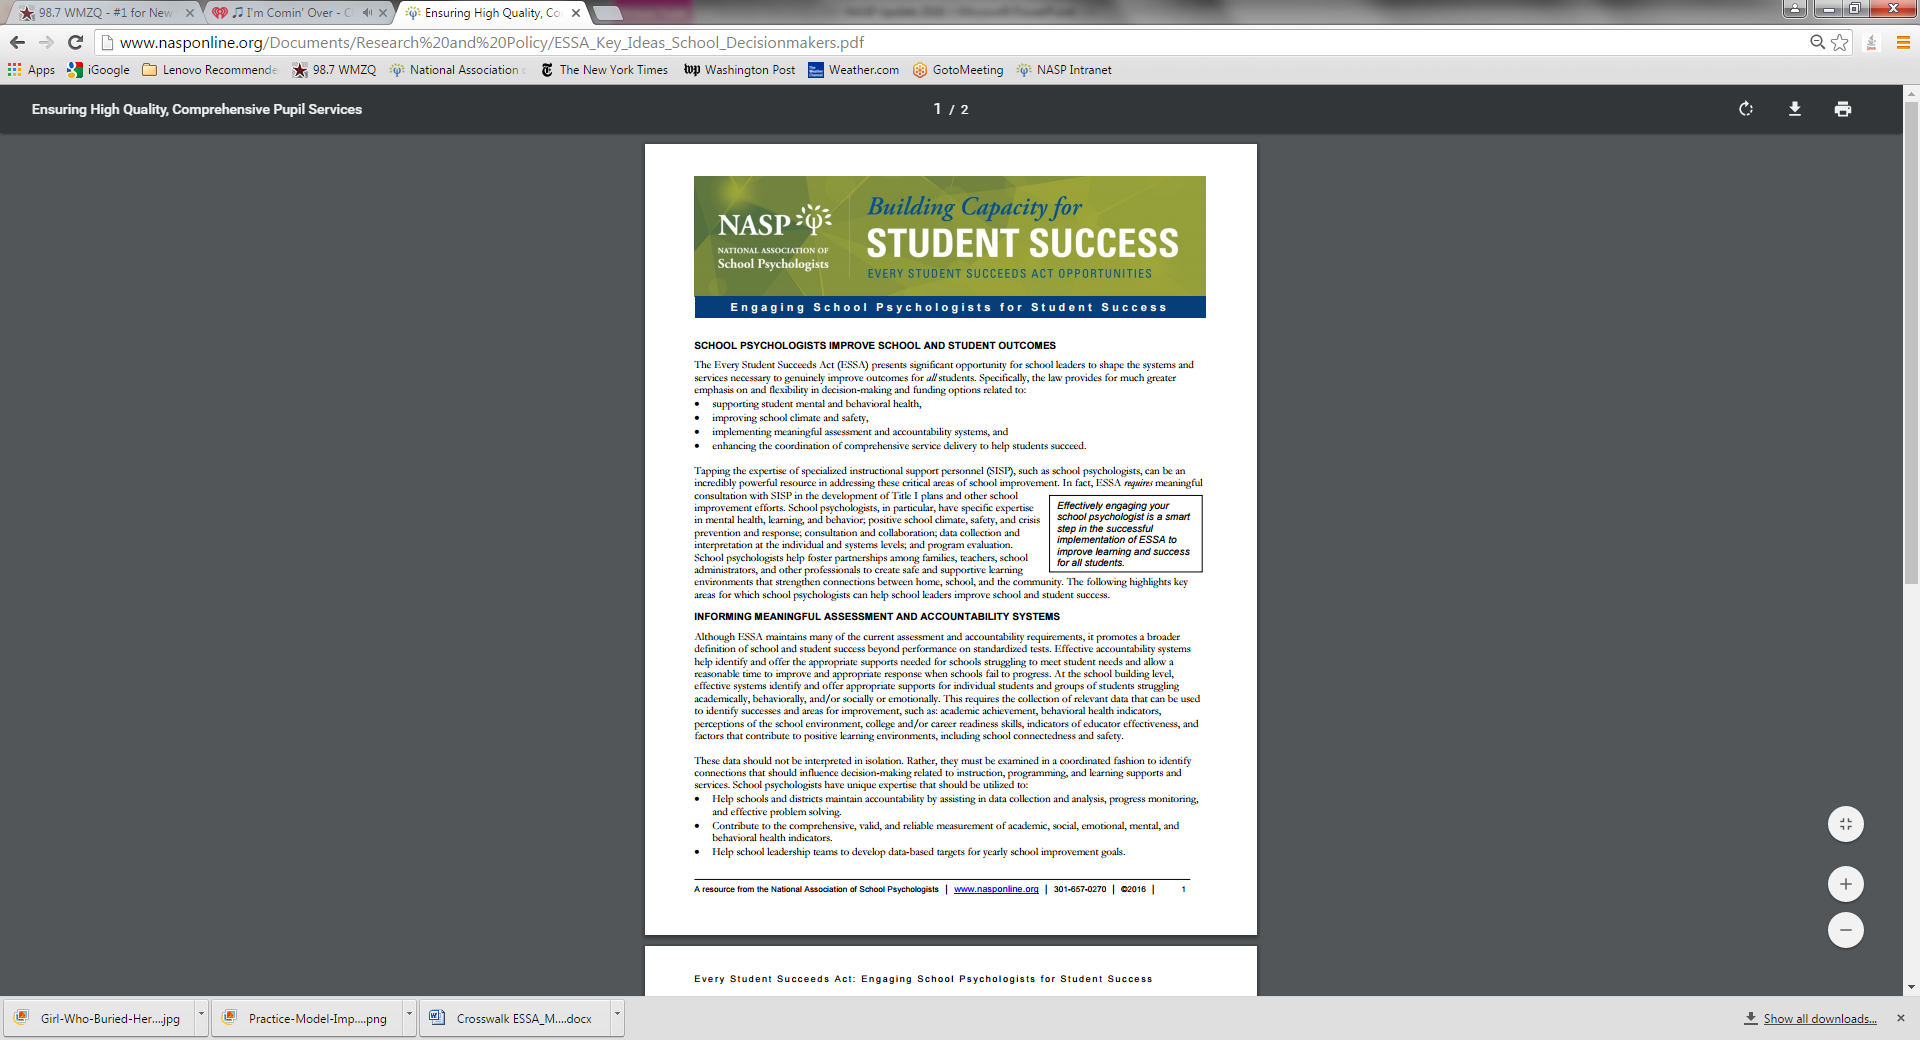 98.7 WMZQ - #1 for New
I'm Comin' Over - C
Ensuring High Quality, Co
www.nasponline.org/Documents/Research%20and%20Policy/ESSA_Key_Ideas_School_Decisionmakers.pdf
Apps
iGoogle
Lenovo Recommende
98.7 WMZQ
National Association
The New York Times
wp Washington Post
Weather.com
GotoMeeting
NASP Intranet
Ensuring High Quality, Comprehensive Pupil Services
1 / 2
NASP
NATIONAL ASSOCIATION OF
School Psychologists
Building Capacity for
STUDENT SUCCESS
EVERY STUDENT SUCCEEDS ACT OPPORTUNITIES
Engaging School Psychologists for Student Success
SCHOOL PSYCHOLOGISTS IMPROVE SCHOOL AND STUDENT OUTCOMES
The Every Student Succeeds Act (ESSA) presents significant opportunity for school leaders to shape the systems and
services necessary to genuinely improve outcomes for all students. Specifically, the law provides for much greater
emphasis on and flexibility in decision-making and funding options related to:
• supporting student mental and behavioral health,
• improving school climate and safety,
• implementing meaningful assessment and accountability systems, and
• enhancing the coordination of comprehensive service delivery to help students succeed.
Tapping the expertise of specialized instructional support personnel (SISP), such as school psychologists, can be an
incredibly powerful resource in addressing these critical areas of school improvement. In fact, ESSA requires meaningful
consultation with SISP in the development of Title I plans and other school
improvement efforts. School psychologists, in particular, have specific expertise
in mental health, learning, and behavior; positive school climate, safety, and crisis
prevention and response; consultation and collaboration; data collection and
interpretation at the individual and systems levels; and program evaluation.
School psychologists help foster partnerships among families, teachers, school
administrators, and other professionals to create safe and supportive learning
environments that strengthen connections between home, school, and the community. The following highlights key
areas for which school psychologists can help school leaders improve school and student success.
Effectively engaging your
school psychologist is a smart
step in the successful
implementation of ESSA to
improve learning and success
for all students.
INFORMING MEANINGFUL ASSESSMENT AND ACCOUNTABILITY SYSTEMS
Although ESSA maintains many of the current assessment and accountability requirements, it promotes a broader
definition of school and student success beyond performance on standardized tests. Effective accountability systems
help identify and offer the appropriate supports needed for schools struggling to meet student needs and allow a
reasonable time to improve and appropriate response when schools fail to progress. At the school building level,
effective systems identify and offer appropriate supports for individual students and groups of students struggling
academically, behaviorally, and/or socially or emotionally. This requires the collection of relevant data that can be used
to identify successes and areas for improvement, such as: academic achievement, behavioral health indicators,
perceptions of the school environment, college and/or career readiness skills, indicators of educator effectiveness, and
factors that contribute to positive learning environments, including school connectedness and safety.
These data should not be interpreted in isolation. Rather, they must be examined in a coordinated fashion to identify
connections that should influence decision-making related to instruction, programming, and learning supports and
services. School psychologists have unique expertise that should be utilized to:
• Help schools and districts maintain accountability by assisting in data collection and analysis, progress monitoring,
and effective problem solving.
• Contribute to the comprehensive, valid, and reliable measurement of academic, social, emotional, mental, and
behavioral health indicators.
• Help school leadership teams to develop data-based targets for yearly school improvement goals.
A resource from the National Association of School Psychologists | www.nasponline.org | 301-657-0270 | ©2016 | 1
Every Student Succeeds Act: Engaging School Psychologists for Student Success
Girl-Who-Buried-Her....jpg
Practice-Model-Imp....png
Crosswalk ESSA_M....docx
Show all downloads...